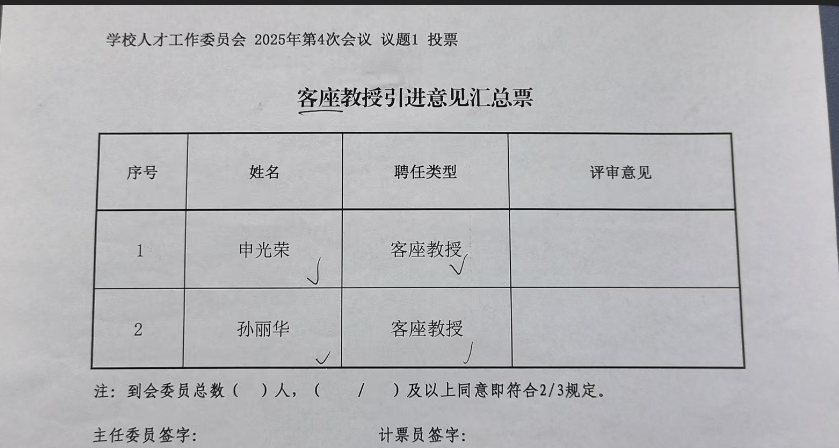 学校人才工作委员会 2025年第4次会议 议题1 投票
客座教授引进意见汇总票
序号 姓名 聘任类型 评审意见
1 申光荣 客座教授
2 孙丽华 客座教授
注: 到会委员总数( )人, ( / )及以上同意即符合2/3规定。
主任委员签字: 计票员签字: